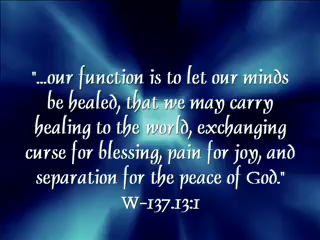 "...our function is to let our minds
be healed, that we may carry
healing to the world, exchanging
curse for blessing, pain for joy, and
separation for the peace of God."
W-137.13:1